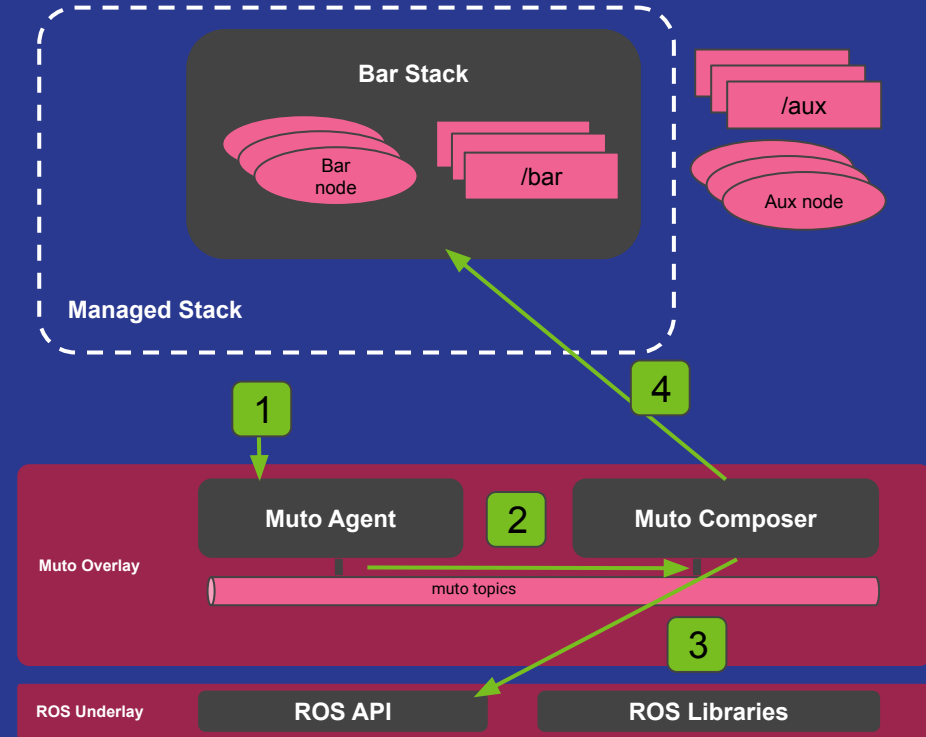 Bar Stack
/aux
Bar
node
/bar
Aux node
Managed Stack
4
1
Muto Agent
2
Muto Composer
Muto Overlay
muto topics
3
ROS Underlay
ROS API
ROS Libraries